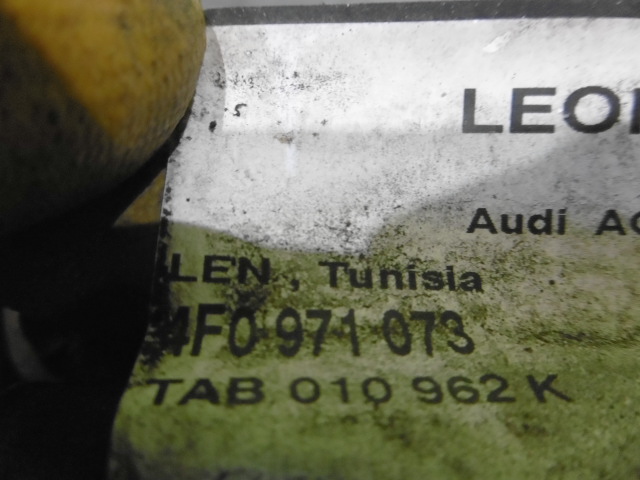 LEO
Audi
LEN, Tunisia
4F0 971 073
TAB 010 962 K